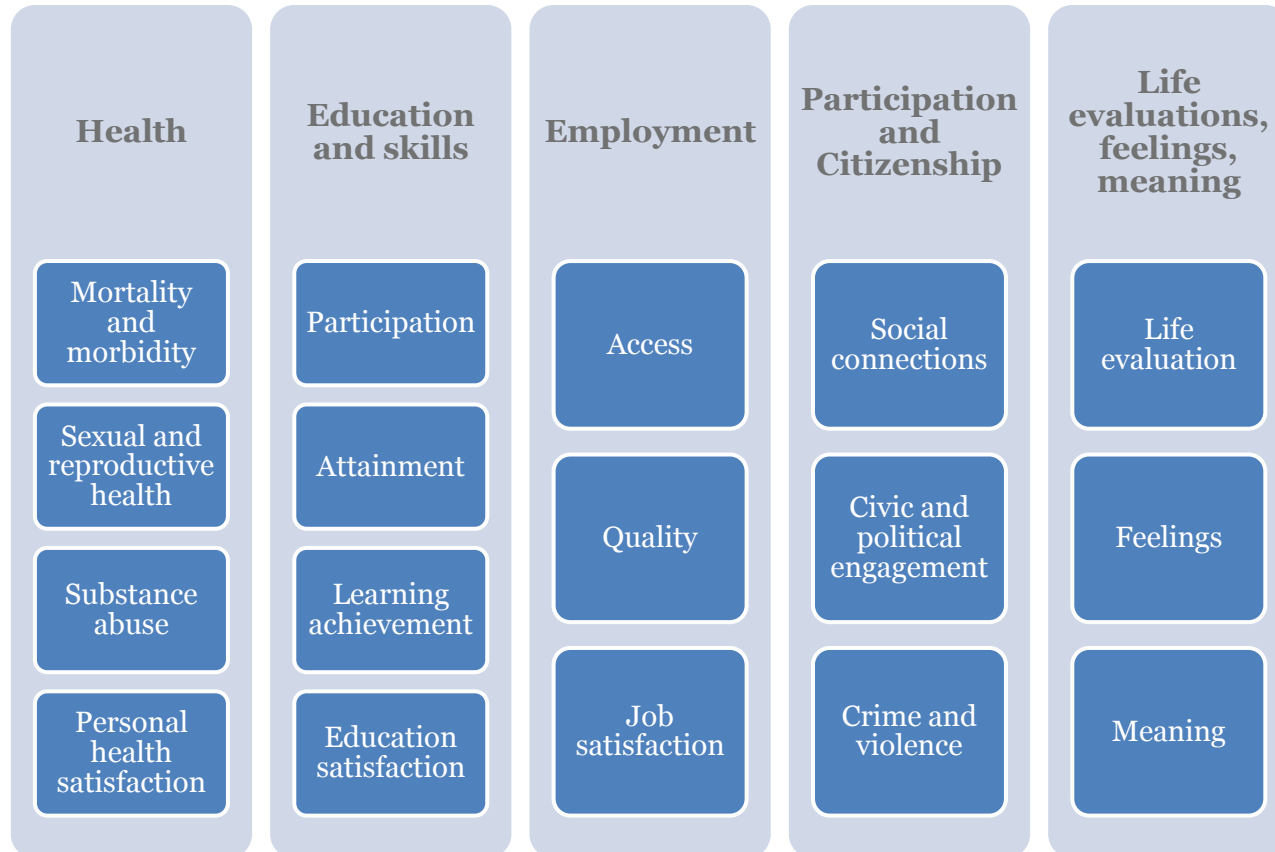 Health
Mortality
and
morbidity
Sexual and
reproductive
health
Substance
abuse
Personal
health
satisfaction
Education
and skills
Participation
Attainment
Learning
achievement
Education
satisfaction
Employment
Access
Quality
Job
satisfaction
Participation
and
Citizenship
Social
connections
Civic and
political
engagement
Crime and
violence
Life
evaluations,
feelings,
meaning
Life
evaluation
Feelings
Meaning